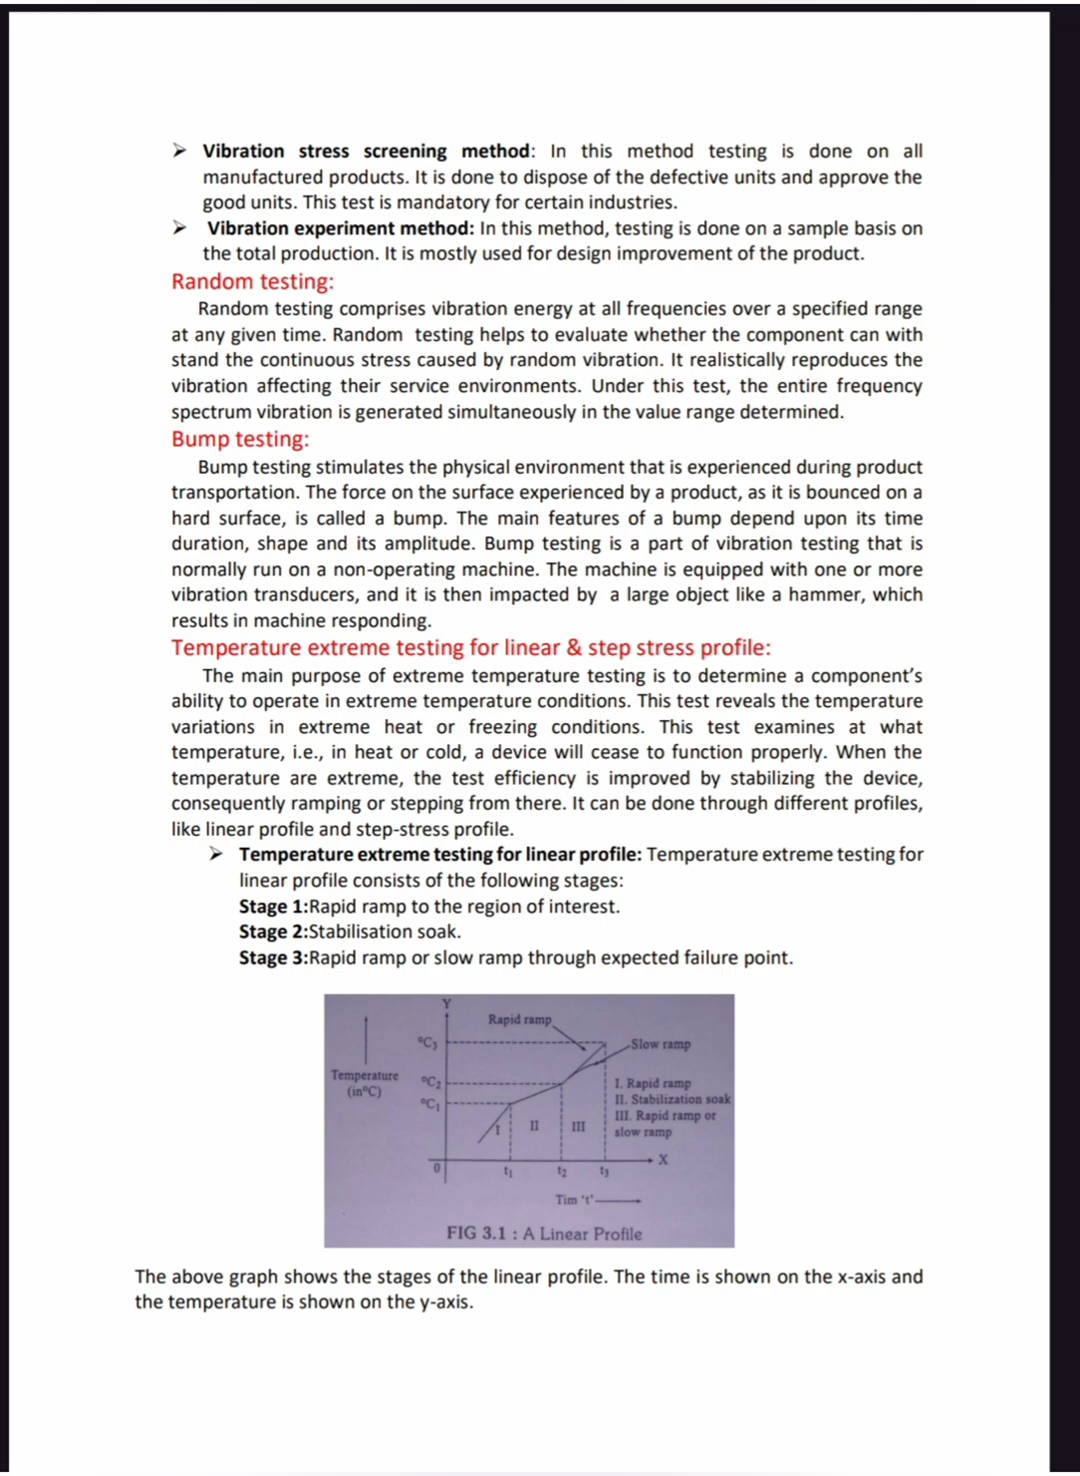 ➢ Vibration stress screening method: In this method testing is done on all
manufactured products. It is done to dispose of the defective units and approve the
good units. This test is mandatory for certain industries.
➢ Vibration experiment method: In this method, testing is done on a sample basis on
the total production. It is mostly used for design improvement of the product.
Random testing:
Random testing comprises vibration energy at all frequencies over a specified range
at any given time. Random testing helps to evaluate whether the component can with
stand the continuous stress caused by random vibration. It realistically reproduces the
vibration affecting their service environments. Under this test, the entire frequency
spectrum vibration is generated simultaneously in the value range determined.
Bump testing:
Bump testing stimulates the physical environment that is experienced during product
transportation. The force on the surface experienced by a product, as it is bounced on a
hard surface, is called a bump. The main features of a bump depend upon its time
duration, shape and its amplitude. Bump testing is a part of vibration testing that is
normally run on a non-operating machine. The machine is equipped with one or more
vibration transducers, and it is then impacted by a large object like a hammer, which
results in machine responding.
Temperature extreme testing for linear & step stress profile:
The main purpose of extreme temperature testing is to determine a component's
ability to operate in extreme temperature conditions. This test reveals the temperature
variations in extreme heat or freezing conditions. This test examines at what
temperature, i.e., in heat or cold, a device will cease to function properly. When the
temperature are extreme, the test efficiency is improved by stabilizing the device,
consequently ramping or stepping from there. It can be done through different profiles,
like linear profile and step-stress profile.
➢ Temperature extreme testing for linear profile: Temperature extreme testing for
linear profile consists of the following stages:
Stage 1:Rapid ramp to the region of interest.
Stage 2:Stabilisation soak.
Stage 3:Rapid ramp or slow ramp through expected failure point.
Y
Rapid ramp
°C₃
Slow ramp
Temperature
(in°C)
°C₂
°C₁
I. Rapid ramp
II. Stabilization soak
III. Rapid ramp or
slow ramp
I II III
0 t₁ t₂ t₃ X
Tim 't'
FIG 3.1 : A Linear Profile
The above graph shows the stages of the linear profile. The time is shown on the x-axis and
the temperature is shown on the y-axis.